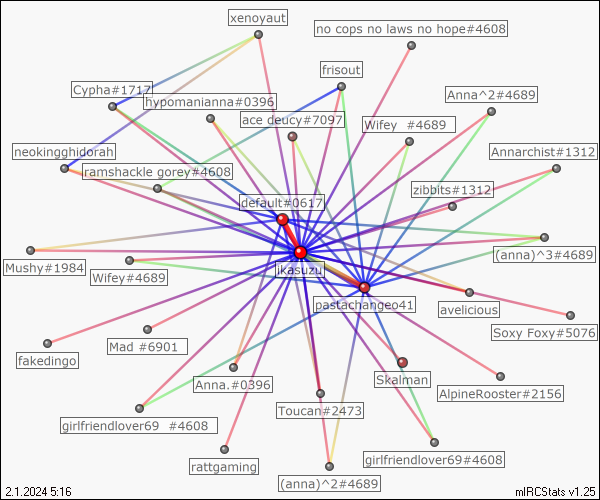 xenoyaut
no cops no laws no hope#4608
frisout
Cypha#1717
hypomanianna#0396
Anna^2#4689
ace deucy#7097
Wifey #4689
neokingghidorah
Annarchist#1312
ramshackle gorey#4608
zibbits#1312
default#0617
(anna)^3#4689
Mushy#1984
Wifey#4689
ikasuzu
pastachange041
avelicious
Soxy Foxy#5076
Mad #6901
fakedingo
Skalman
Anna.#0396
AlpineRooster#2156
Toucan#2473
girlfriendlover69 #4608
rattgaming
girlfriendlover69#4608
(anna)^2#4689
2.1.2024 5:16
mIRCStats v1.25